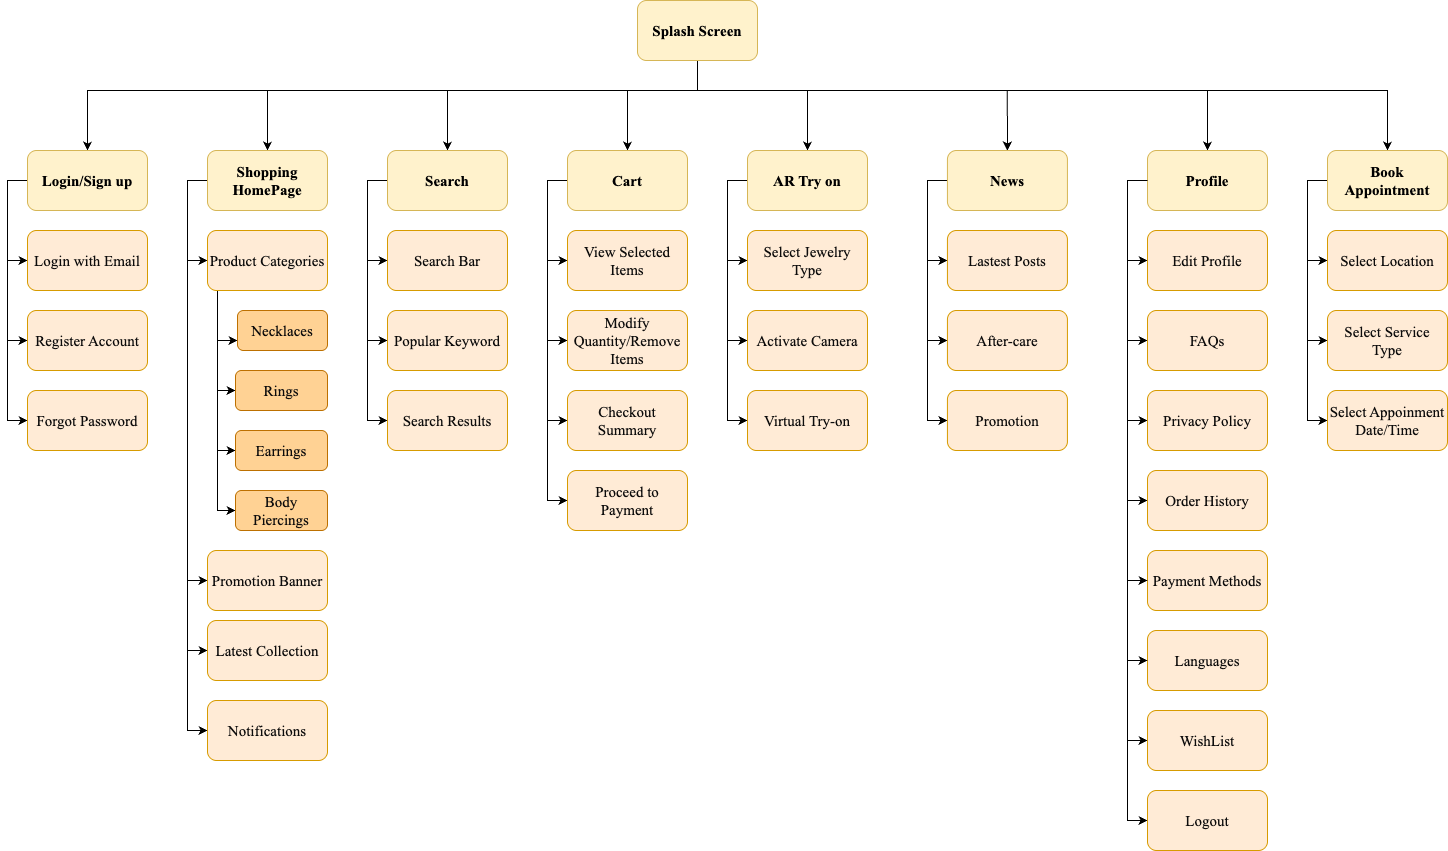 Splash Screen
Login/Sign up
Login with Email
Register Account
Forgot Password
Shopping
HomePage
Product Categories
Necklaces
Rings
Earrings
Body
Piercings
Promotion Banner
Latest Collection
Notifications
Search
Search Bar
Popular Keyword
Search Results
Cart
View Selected
Items
Modify
Quantity/Remove
Items
Checkout
Summary
Proceed to
Payment
AR Try on
Select Jewelry
Type
Activate Camera
Virtual Try-on
News
Lastest Posts
After-care
Promotion
Profile
Edit Profile
FAQs
Privacy Policy
Order History
Payment Methods
Languages
WishList
Logout
Book
Appointment
Select Location
Select Service
Type
Select Appoinment
Date/Time